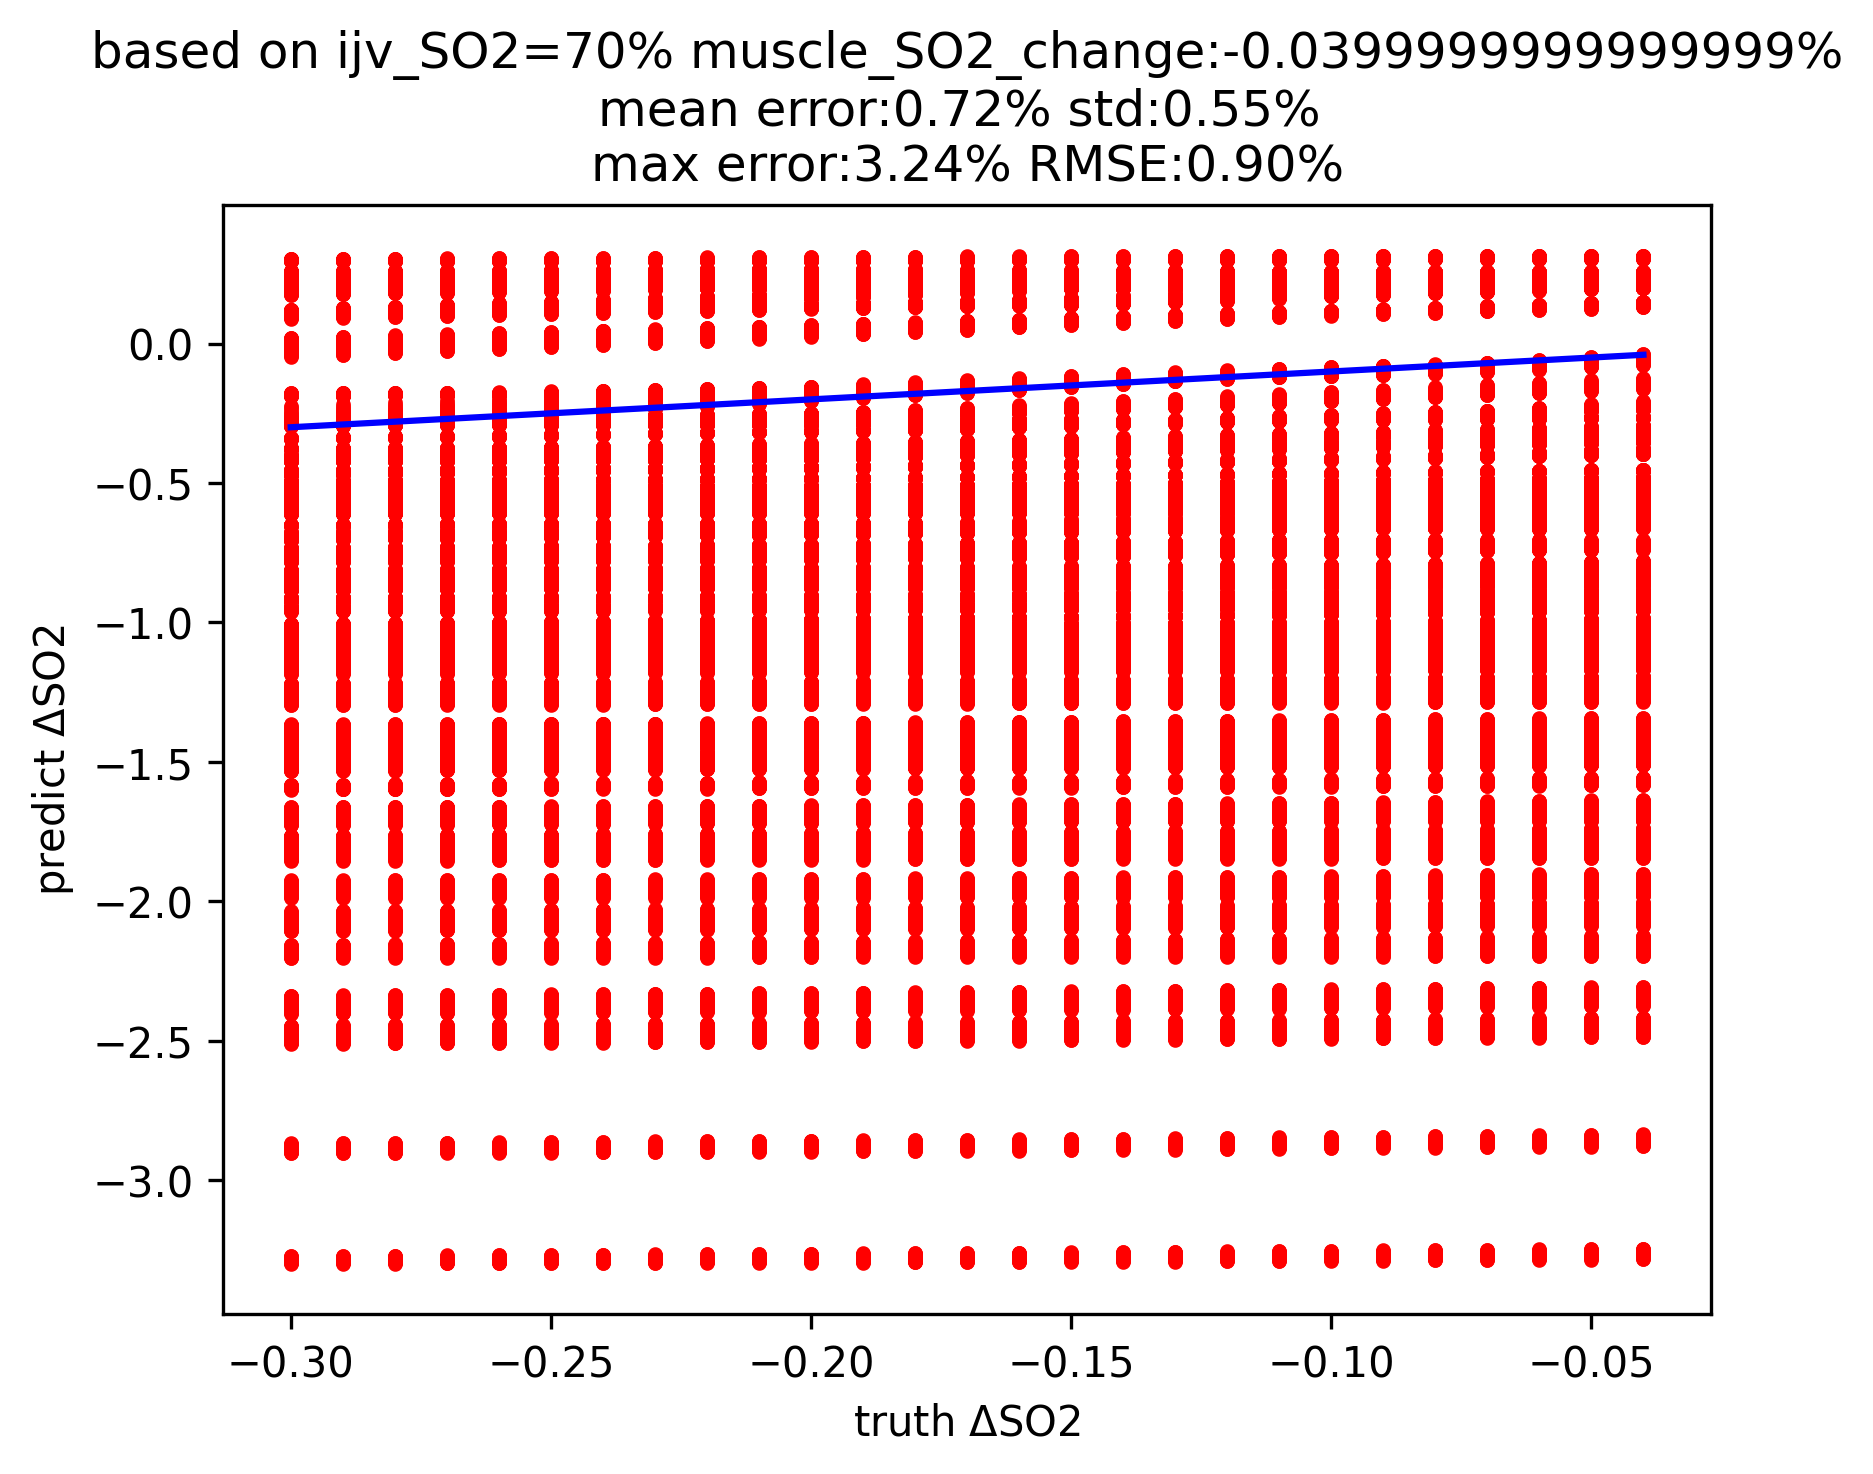 based on ijv_SO2=70% muscle_SO2_change:-0.03999999999999999%
mean error:0.72% std:0.55%
max error:3.24% RMSE:0.90%
0.0
−0.5
−1.0
−1.5
−2.0
−2.5
−3.0
predict ΔSO2
−0.30
−0.25
−0.20
−0.15
−0.10
−0.05
truth ΔSO2